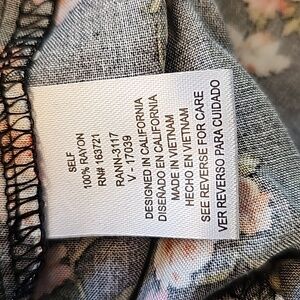 SELF
100% RAYON
RN# 163721
RANN-3117
V - 17039
DESIGNED IN CALIFORNIA
DISEÑADO EN CALIFORNIA
MADE IN VIETNAM
HECHO EN VIETNAM
SEE REVERSE FOR CARE
VER REVERSO PARA CUIDADO